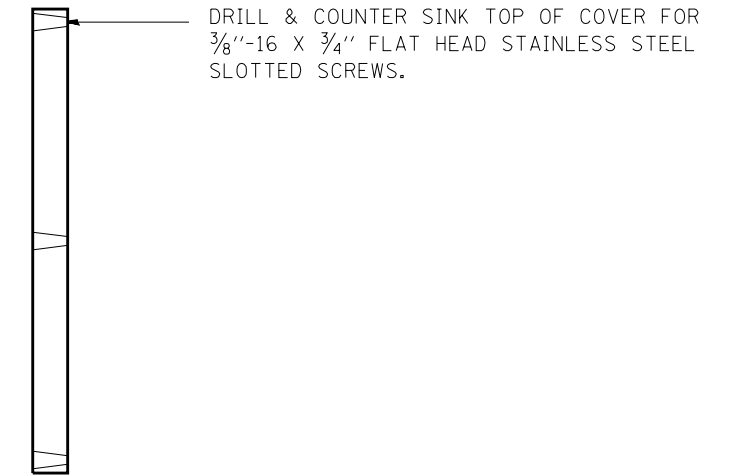 DRILL & COUNTER SINK TOP OF COVER FOR
3/8''-16 X 3/4'' FLAT HEAD STAINLESS STEEL
SLOTTED SCREWS.